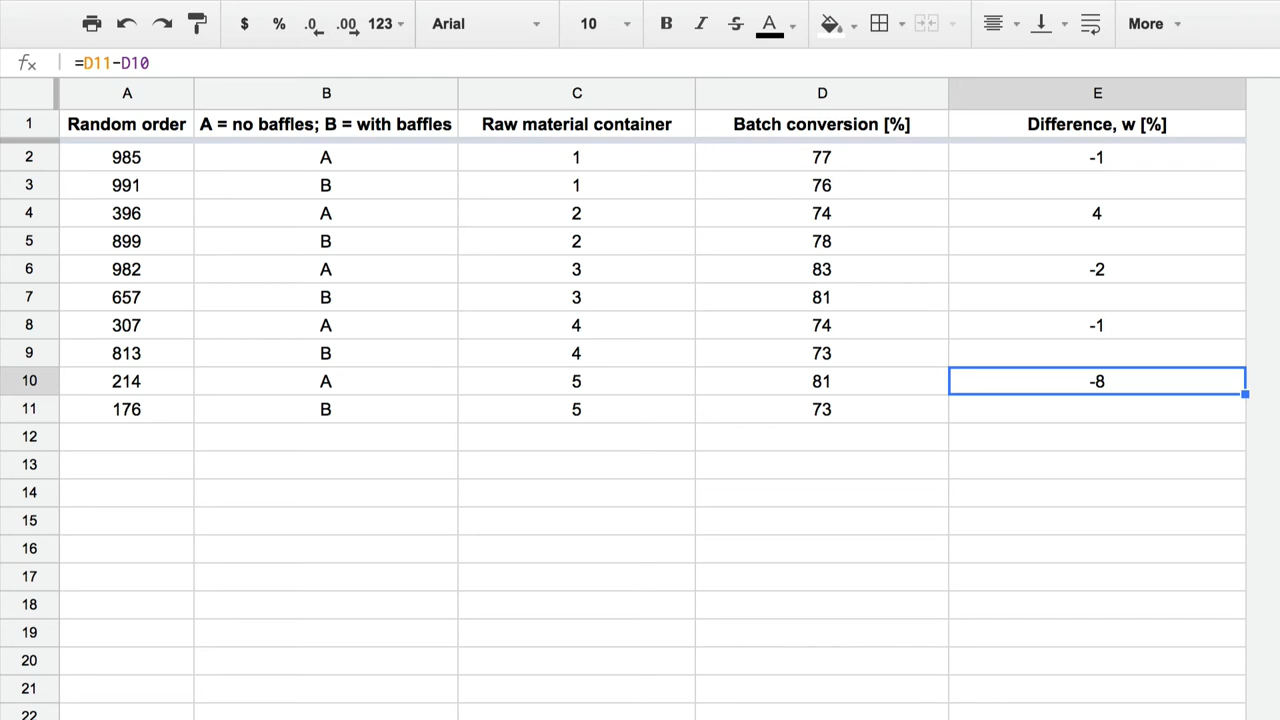 $ % .0 .00 123 Arial 10 B I S A More
fx =D11-D10
A B C D E
1 Random order A = no baffles; B = with baffles Raw material container Batch conversion [%] Difference, w [%]
2 985 A 1 77 -1
3 991 B 1 76
4 396 A 2 74 4
5 899 B 2 78
6 982 A 3 83 -2
7 657 B 3 81
8 307 A 4 74 -1
9 813 B 4 73
10 214 A 5 81 -8
11 176 B 5 73
12
13
14
15
16
17
18
19
20
21
22